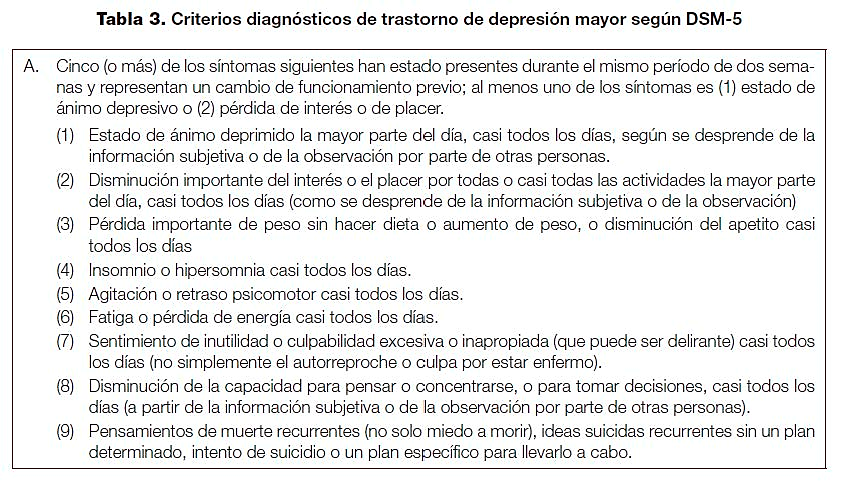 Tabla 3. Criterios diagnósticos de trastorno de depresión mayor según DSM-5
A. Cinco (o más) de los síntomas siguientes han estado presentes durante el mismo período de dos sema-
nas y representan un cambio de funcionamiento previo; al menos uno de los síntomas es (1) estado de
ánimo depresivo o (2) pérdida de interés o de placer.
(1) Estado de ánimo deprimido la mayor parte del día, casi todos los días, según se desprende de la
información subjetiva o de la observación por parte de otras personas.
(2) Disminución importante del interés o el placer por todas o casi todas las actividades la mayor parte
del día, casi todos los días (como se desprende de la información subjetiva o de la observación)
(3) Pérdida importante de peso sin hacer dieta o aumento de peso, o disminución del apetito casi
todos los días
(4) Insomnio o hipersomnia casi todos los días.
(5) Agitación o retraso psicomotor casi todos los días.
(6) Fatiga o pérdida de energía casi todos los días.
(7) Sentimiento de inutilidad o culpabilidad excesiva o inapropiada (que puede ser delirante) casi todos
los días (no simplemente el autorreproche o culpa por estar enfermo).
(8) Disminución de la capacidad para pensar o concentrarse, o para tomar decisiones, casi todos los
días (a partir de la información subjetiva o de la observación por parte de otras personas).
(9) Pensamientos de muerte recurrentes (no solo miedo a morir), ideas suicidas recurrentes sin un plan
determinado, intento de suicidio o un plan específico para llevarlo a cabo.